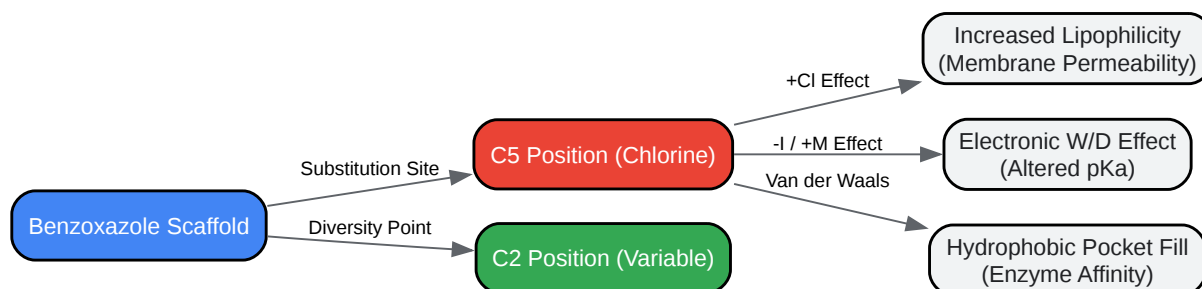 Benzoxazole Scaffold
Substitution Site
Diversity Point
C5 Position (Chlorine)
C2 Position (Variable)
+Cl Effect
-I / +M Effect
Van der Waals
Increased Lipophilicity
(Membrane Permeability)
Electronic W/D Effect
(Altered pKa)
Hydrophobic Pocket Fill
(Enzyme Affinity)